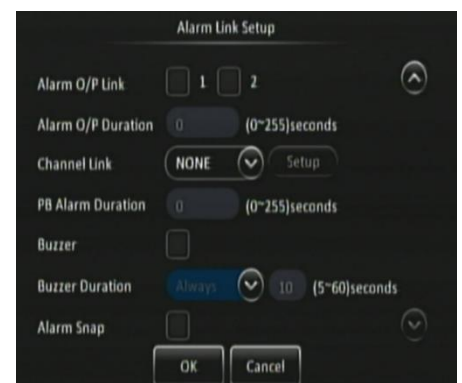 Alarm Link Setup
Alarm O/P Link 1 2
Alarm O/P Duration 0 (0~255)seconds
Channel Link NONE Setup
PB Alarm Duration 0 (0~255)seconds
Buzzer
Buzzer Duration Always 10 (5~60)seconds
Alarm Snap
OK Cancel